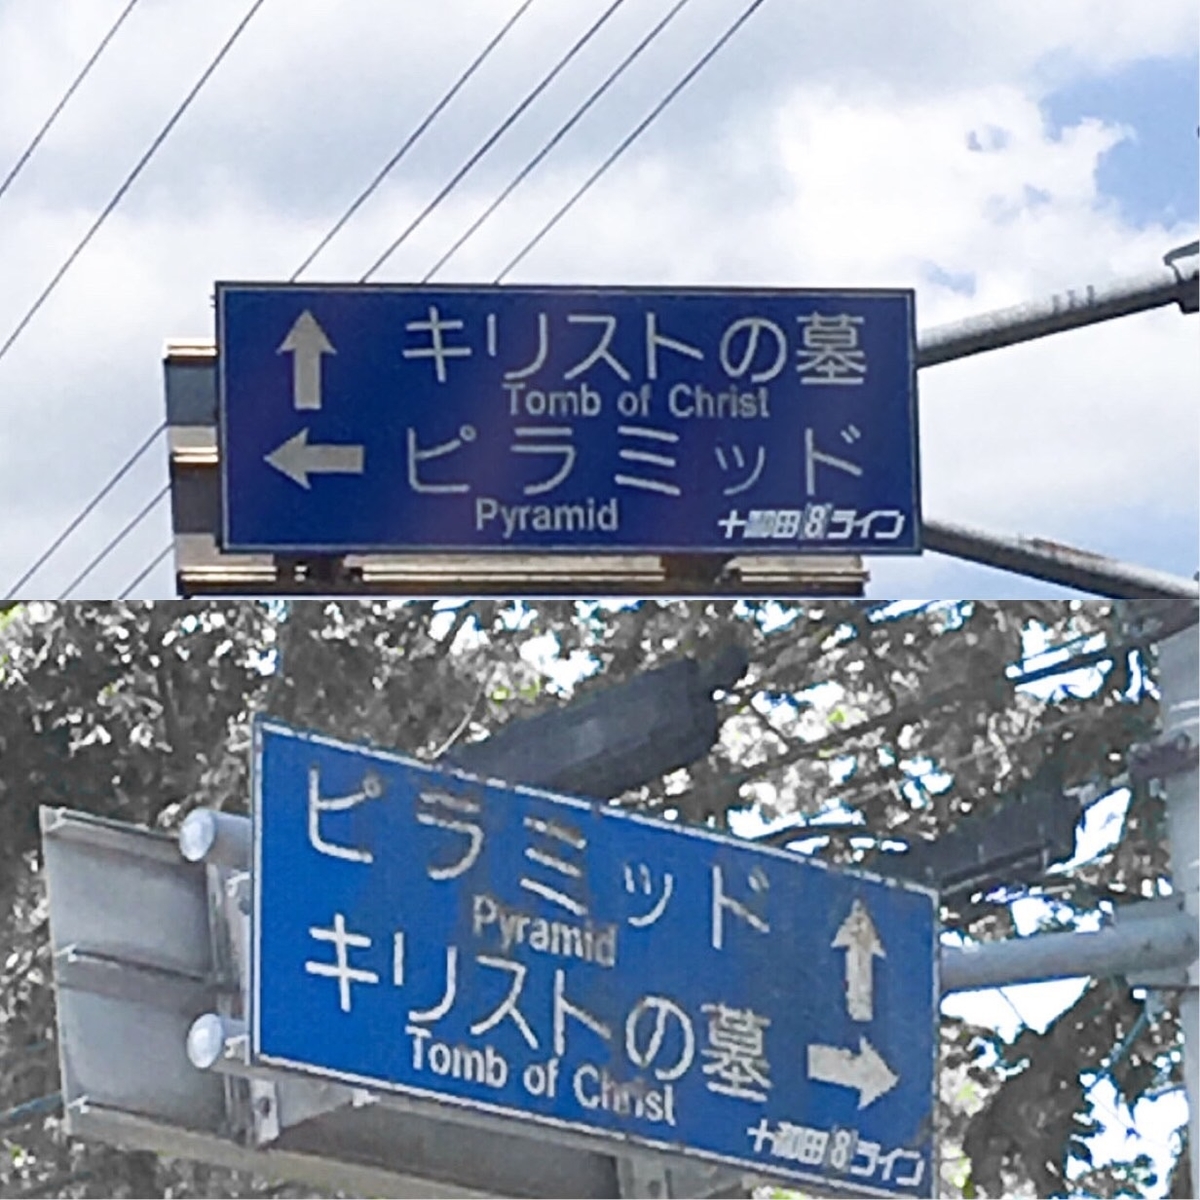 キリストの墓
Tomb of Christ
ピラミッド
Pyramid
十和田(8)ライン
ピラミッド
Pyramid
キリストの墓
Tomb of Christ
十和田(8)ライン